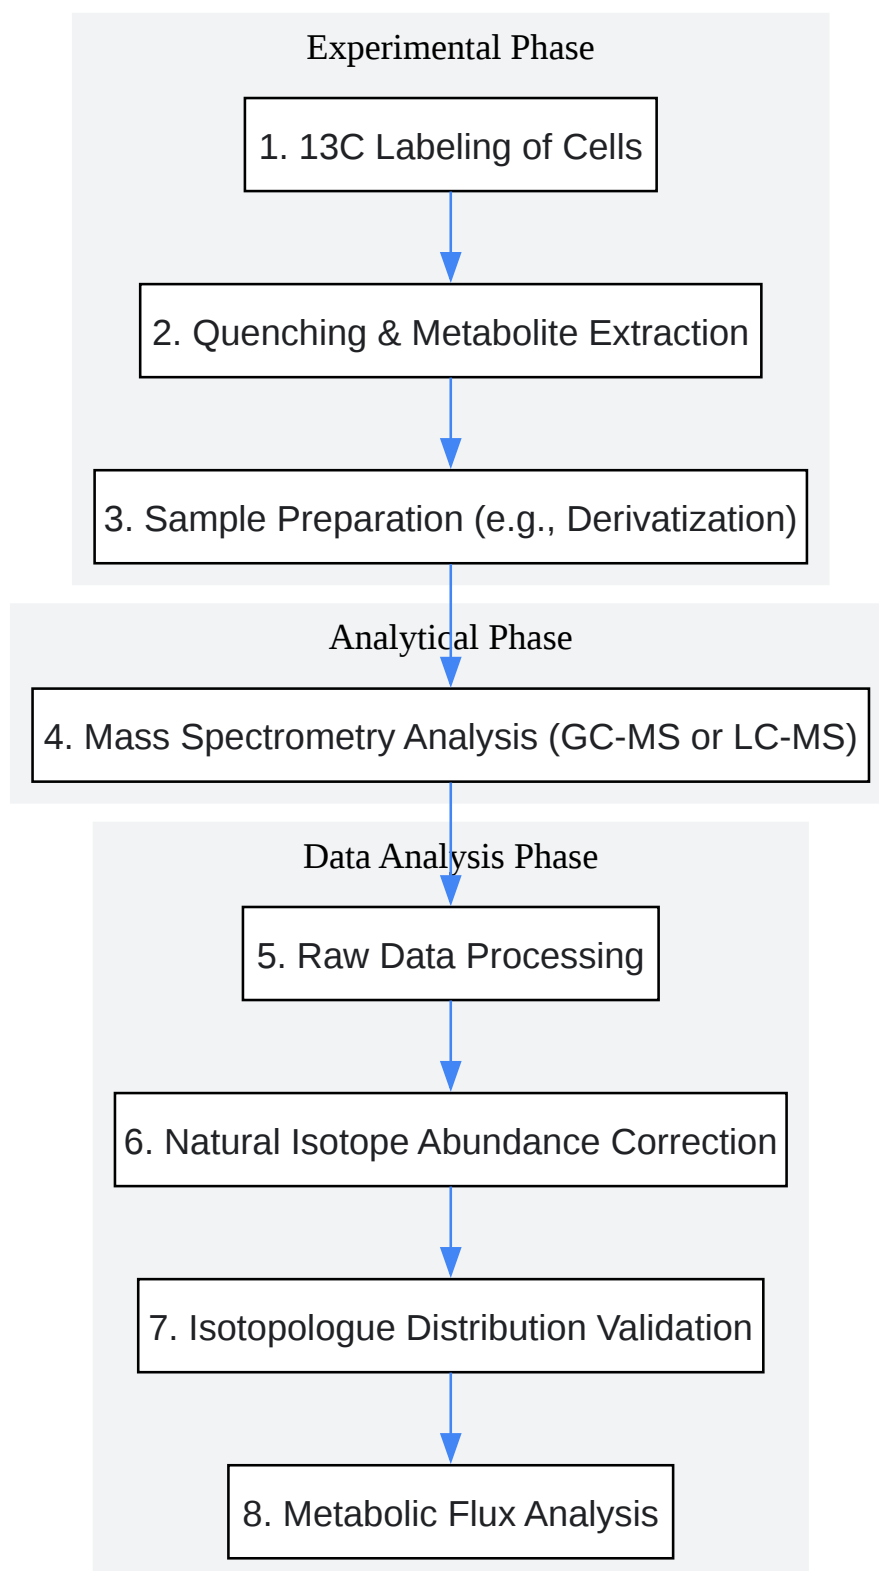 Experimental Phase
1. 13C Labeling of Cells
2. Quenching & Metabolite Extraction
3. Sample Preparation (e.g., Derivatization)
Analytical Phase
4. Mass Spectrometry Analysis (GC-MS or LC-MS)
Data Analysis Phase
5. Raw Data Processing
6. Natural Isotope Abundance Correction
7. Isotopologue Distribution Validation
8. Metabolic Flux Analysis